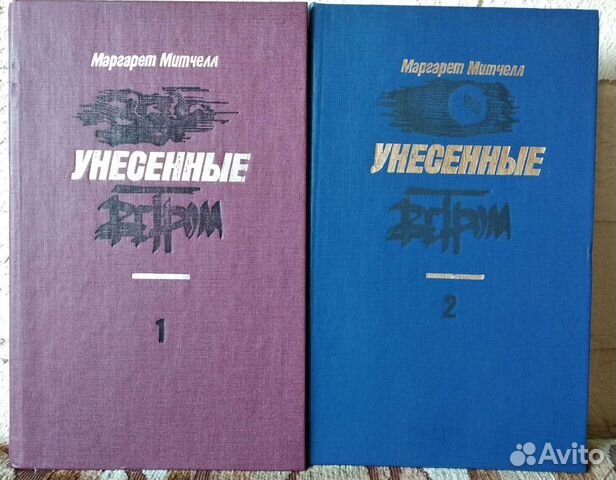 Маргарет Митчелл
УНЕСЕННЫЕ
ВЕТРОМ
1
Маргарет Митчелл
УНЕСЕННЫЕ
ВЕТРОМ
2
Avito